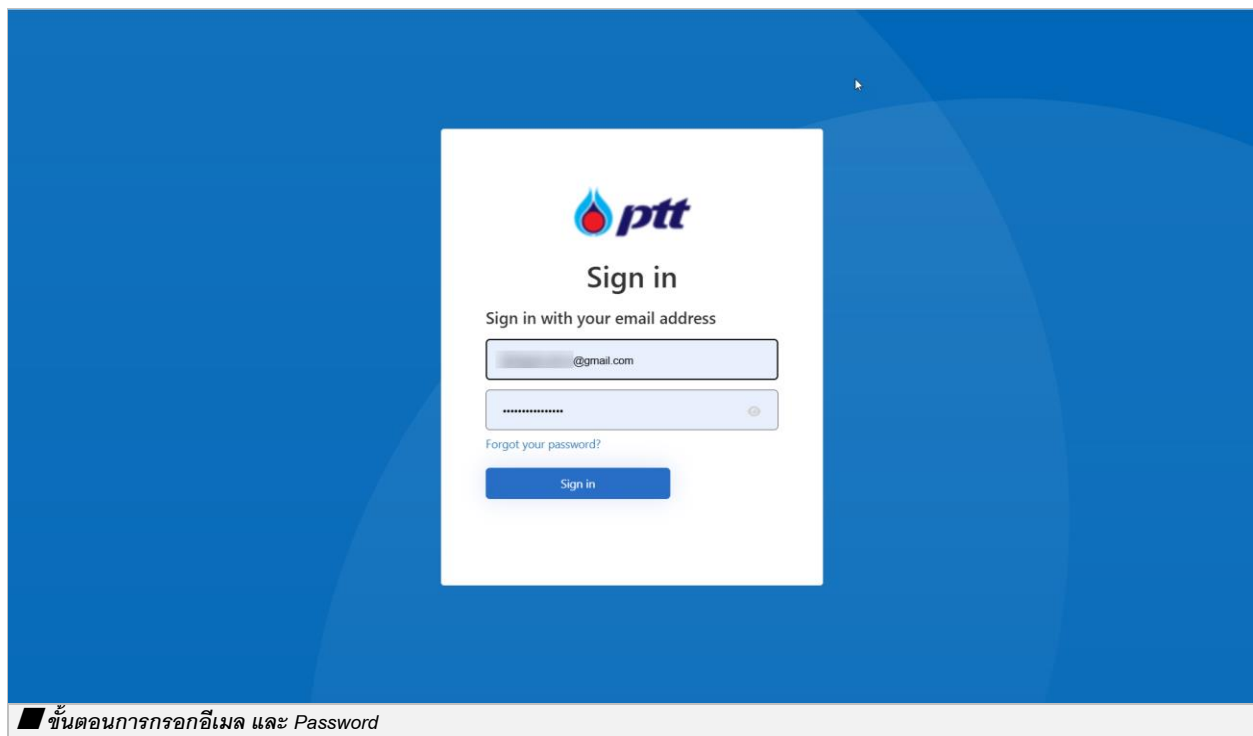 ptt
Sign in
Sign in with your email address
@gmail.com
••••••••••••••••
Forgot your password?
Sign in
ขั้นตอนการกรอกอีเมล และ Password